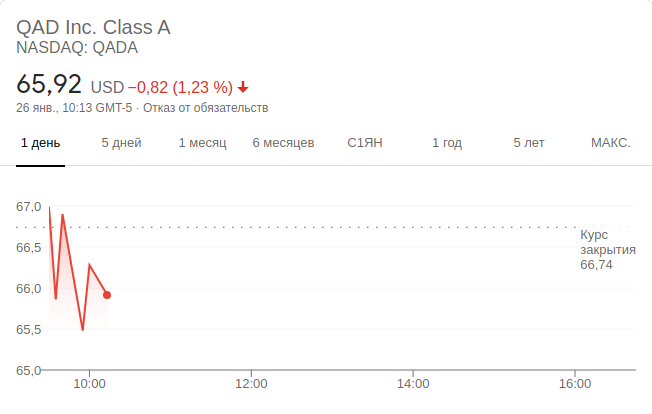 QAD Inc. Class A
NASDAQ: QADA
65,92 USD −0,82 (1,23 %)
26 янв., 10:13 GMT-5 · Отказ от обязательств
1 день 5 дней 1 месяц 6 месяцев С1ЯН 1 год 5 лет МАКС.
67,0
66,5
66,0
65,5
65,0
Курс
закрытия
66,74
10:00 12:00 14:00 16:00